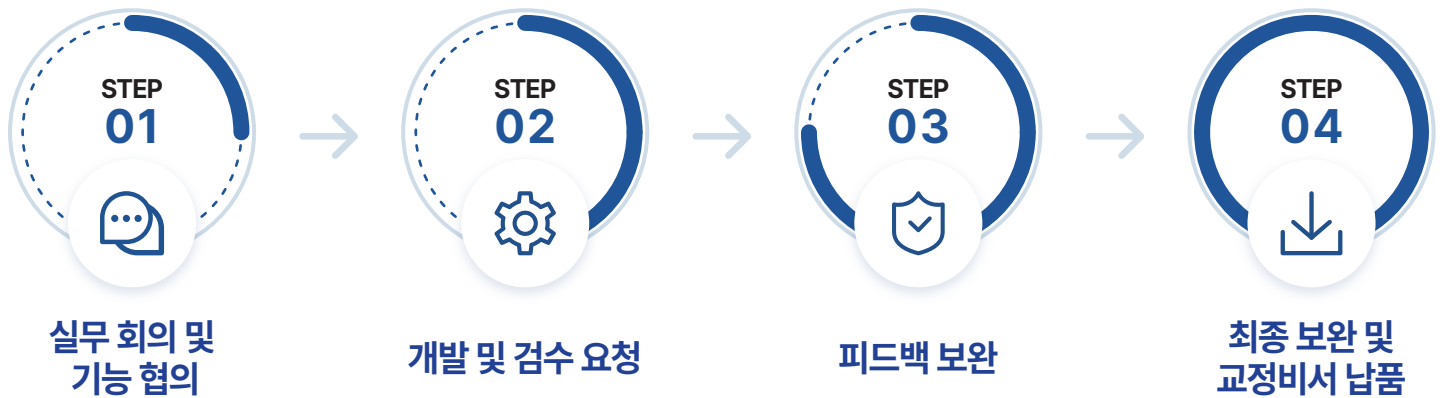 STEP
01
실무 회의 및
기능 협의
STEP
02
개발 및 검수 요청
STEP
03
피드백 보완
STEP
04
최종 보완 및
교정비서 납품